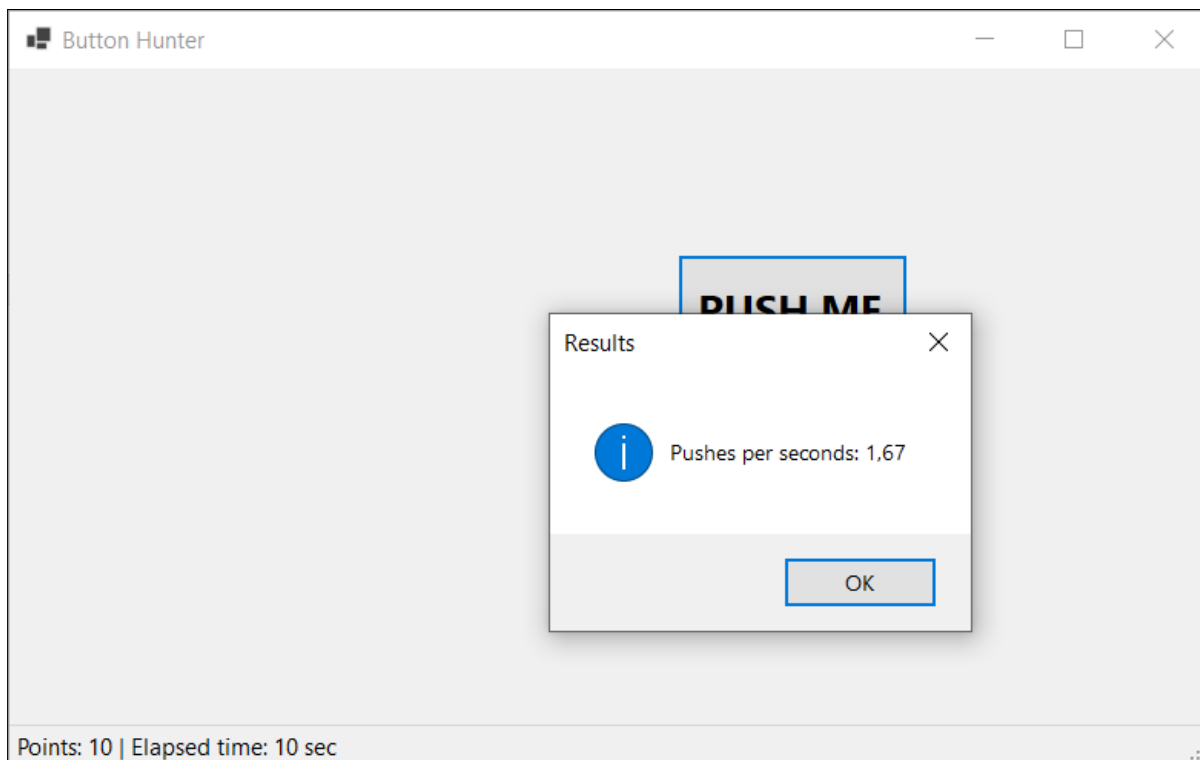 Button Hunter
PUSH ME
Results
Pushes per seconds: 1,67
OK
Points: 10 | Elapsed time: 10 sec